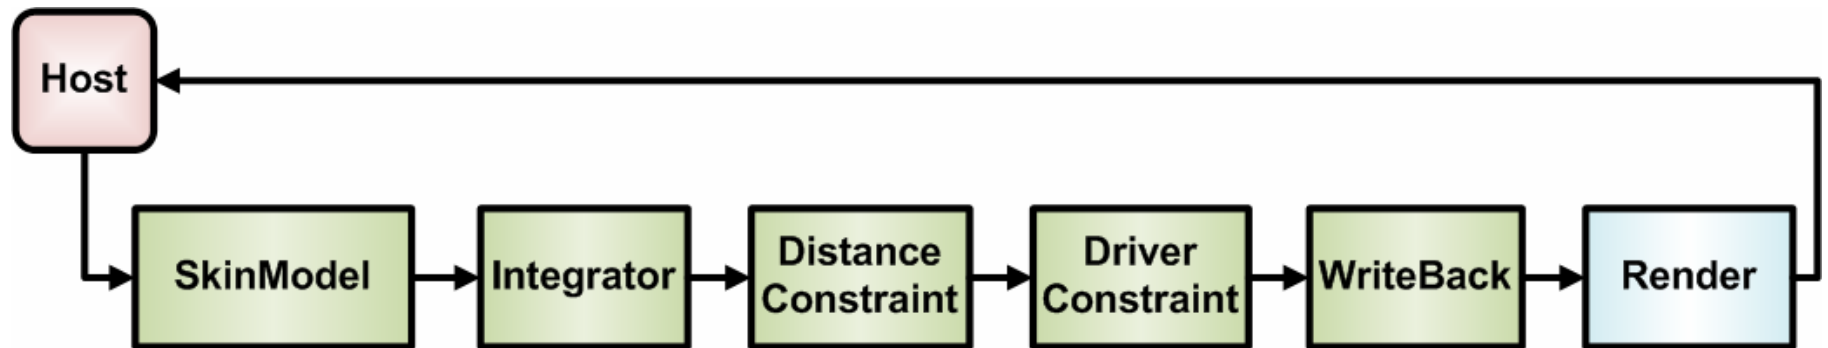 Host
SkinModel
Integrator
Distance
Constraint
Driver
Constraint
WriteBack
Render